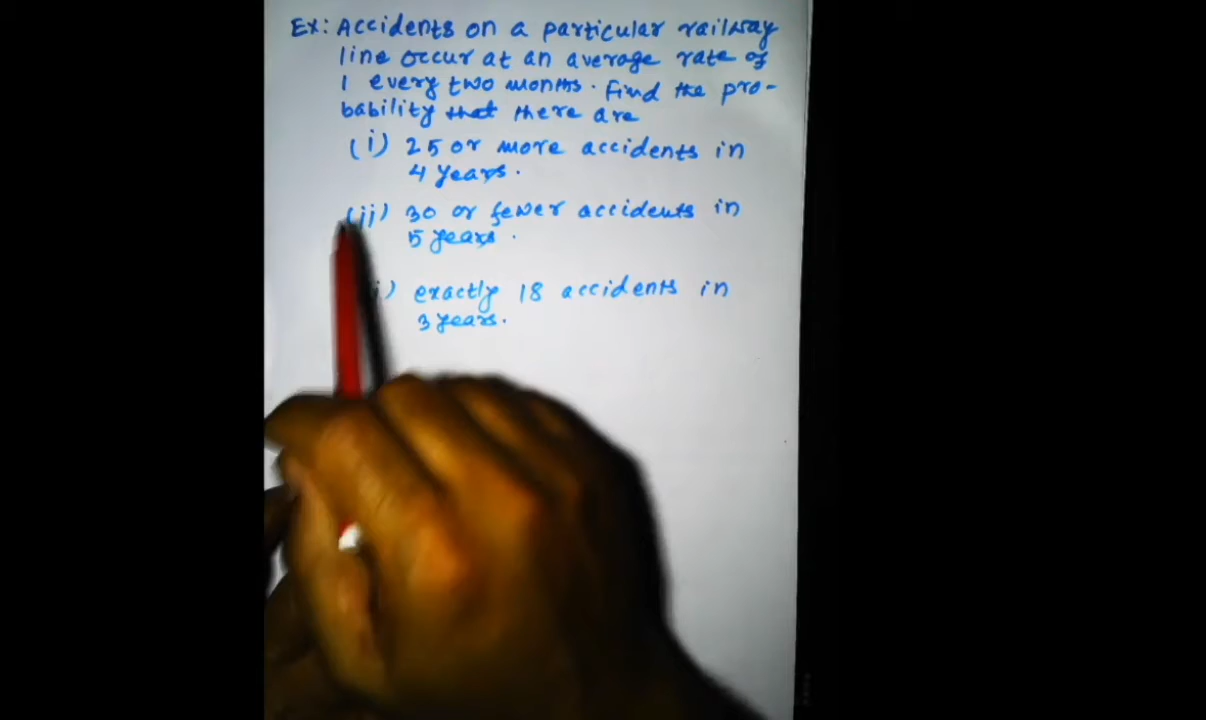 Ex: Accidents on a particular railway
line occur at an average rate of
1 every two months. Find the pro-
bability that there are
(i) 25 or more accidents in
4 years.
(ii) 30 or fewer accidents in
5 years.
i) exactly 18 accidents in
3 years.